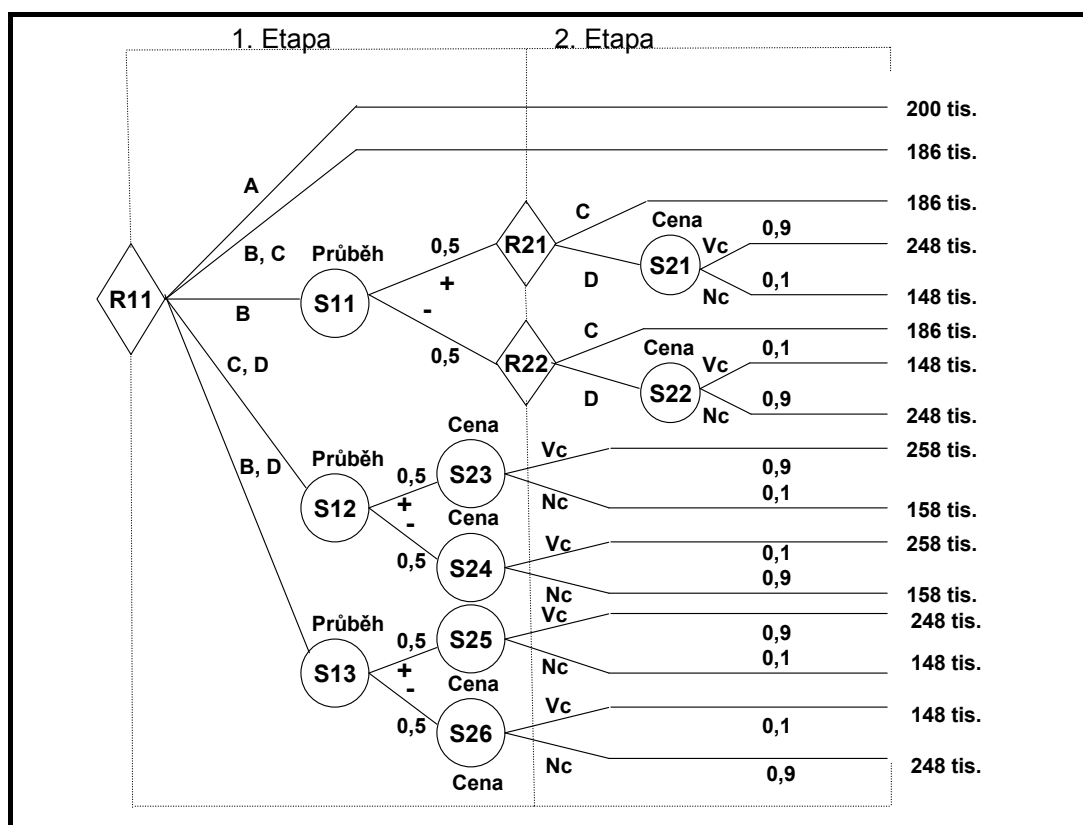 1. Etapa
2. Etapa
200 tis.
186 tis.
A
C
186 tis.
Cena
0,9
Průběh
0,5
R21
Vc
248 tis.
B, C
+
S21
0,1
R11
S11
D
Nc
148 tis.
B
-
C
186 tis.
0,5
Cena
0,1
C, D
R22
Vc
148 tis.
D
S22
0,9
Nc
248 tis.
Cena
Vc
258 tis.
B, D
Průběh
0,5
S23
0,9
0,1
S12
+
Nc
158 tis.
-
Cena
Vc
258 tis.
0,5
S24
0,1
0,9
Nc
158 tis.
Vc
248 tis.
Průběh
0,5
S25
0,9
0,1
S13
+
Nc
148 tis.
-
Cena
Vc
148 tis.
0,5
S26
0,1
Nc
248 tis.
0,9
Cena